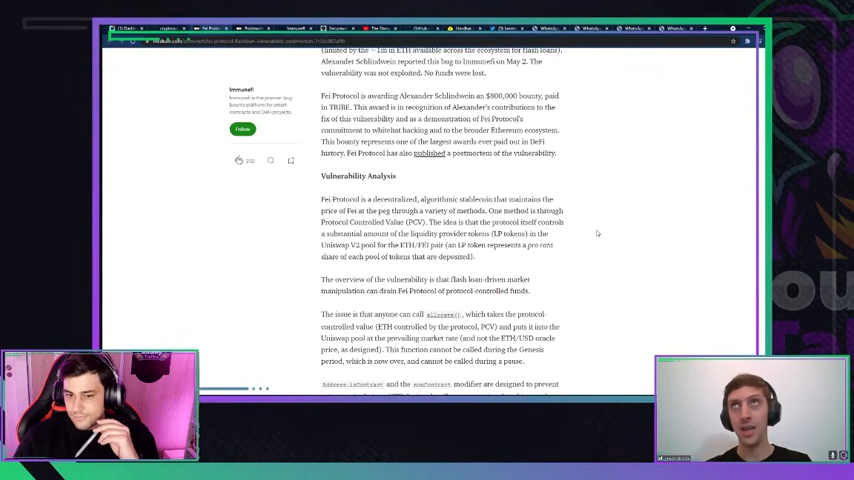 medium.com/immunefi/fei-protocol-flashloan-vulnerability-postmortem-7c5dc001affb
(limited by the ~1m in ETH available across the ecosystem for flash loans).
Alexander Schlindwein reported this bug to Immunefi on May 2. The
vulnerability was not exploited. No funds were lost.
Immunefi
Immunefi is the premier bug
bounty platform for smart
contracts and DeFi projects.
Follow
Fei Protocol is awarding Alexander Schlindwein an $800,000 bounty, paid
in TRIBE. This award is in recognition of Alexander's contributions to the
fix of this vulnerability and as a demonstration of Fei Protocol's
commitment to whitehat hacking and to the broader Ethereum ecosystem.
This bounty represents one of the largest awards ever paid out in DeFi
history. Fei Protocol has also published a postmortem of the vulnerability.
Vulnerability Analysis
Fei Protocol is a decentralized, algorithmic stablecoin that maintains the
price of Fei at the peg through a variety of methods. One method is through
Protocol Controlled Value (PCV). The idea is that the protocol itself controls
a substantial amount of the liquidity provider tokens (LP tokens) in the
Uniswap V2 pool for the ETH/FEI pair (an LP token represents a pro rata
share of each pool of tokens that are deposited).
The overview of the vulnerability is that flash loan-driven market
manipulation can drain Fei Protocol of protocol-controlled funds.
The issue is that anyone can call Allocate(), which takes the protocol-
controlled value (ETH controlled by the protocol, PCV) and puts it into the
Uniswap pool at the prevailing market rate (and not the ETH/USD oracle
price, as designed). This function cannot be called during the Genesis
period, which is now over, and cannot be called during a pause.
Address.isContract and the nonContract modifier are designed to prevent